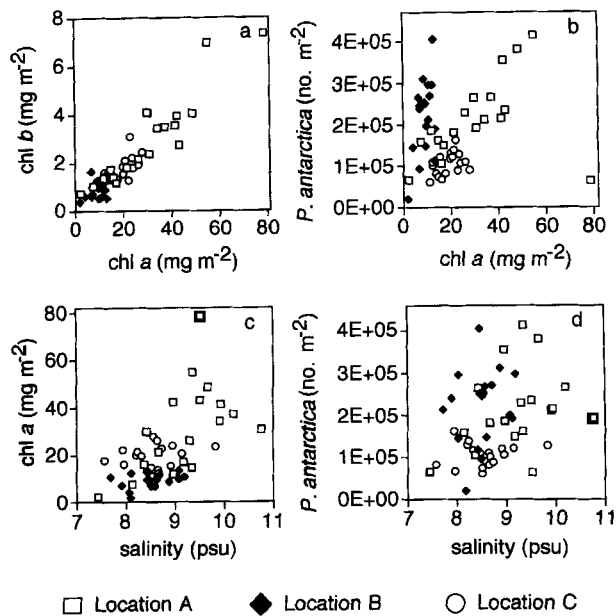 a
8
6
4
2
0
chl b (mg m-2)
0 20 40 60 80
chl a (mg m-2)
b
4E+05
3E+05
2E+05
1E+05
0E+00
P. antarctica (no. m-2)
0 20 40 60 80
chl a (mg m-2)
c
80
60
40
20
0
chl a (mg m-2)
7 8 9 10 11
salinity (psu)
d
4E+05
3E+05
2E+05
1E+05
0E+00
P. antarctica (no. m-2)
7 8 9 10 11
salinity (psu)
Location A Location B Location C